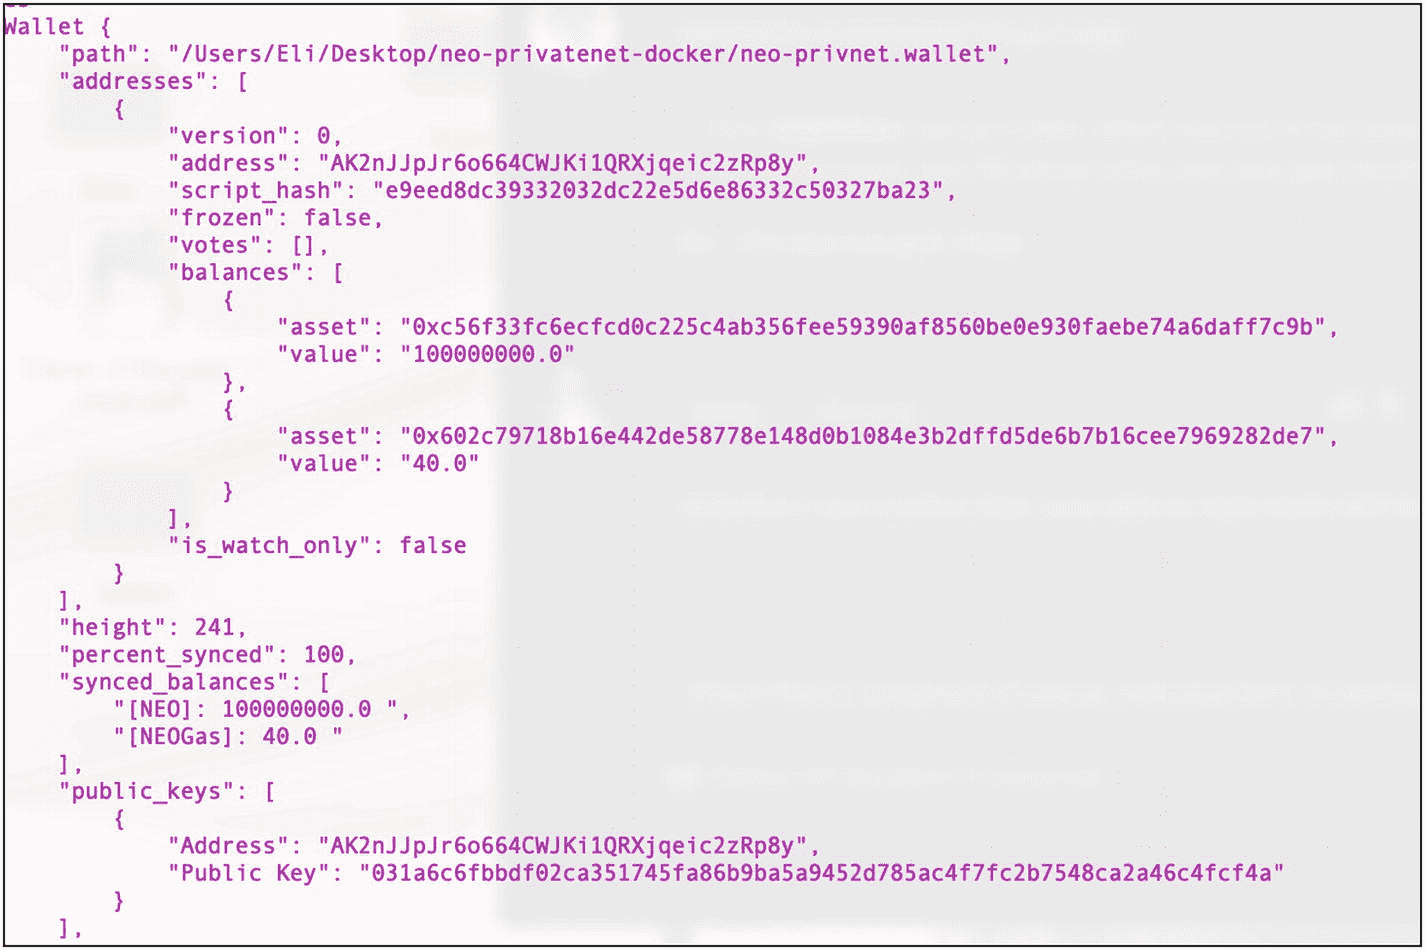 Wallet {
"path": "/Users/Eli/Desktop/neo-privatenet-docker/neo-privnet.wallet",
"addresses": [
{
"version": 0,
"address": "AK2nJJpJr6o664CWJKi1QRXjqeic2zRp8y",
"script_hash": "e9eed8dc39332032dc22e5d6e86332c50327ba23",
"frozen": false,
"votes": [],
"balances": [
{
"asset": "0xc56f33fc6ecfcd0c225c4ab356fee59390af8560be0e930faebe74a6daff7c9b",
"value": "100000000.0"
},
{
"asset": "0x602c79718b16e442de58778e148d0b1084e3b2dffd5de6b7b16cee7969282de7",
"value": "40.0"
}
],
"is_watch_only": false
}
],
"height": 241,
"percent_synced": 100,
"synced_balances": [
"[NEO]: 100000000.0 ",
"[NEOGas]: 40.0 "
],
"public_keys": [
{
"Address": "AK2nJJpJr6o664CWJKi1QRXjqeic2zRp8y",
"Public Key": "031a6c6fbbdf02ca351745fa86b9ba5a9452d785ac4f7fc2b7548ca2a46c4fcf4a"
}
],